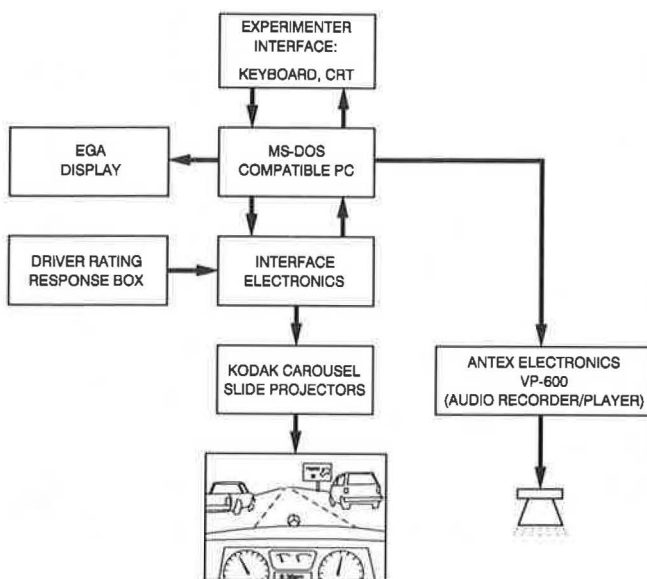 EXPERIMENTER
INTERFACE:
KEYBOARD, CRT
EGA
DISPLAY
MS-DOS
COMPATIBLE PC
DRIVER RATING
RESPONSE BOX
INTERFACE
ELECTRONICS
KODAK CAROUSEL
SLIDE PROJECTORS
ANTEX ELECTRONICS
VP-600
(AUDIO RECORDER/PLAYER)